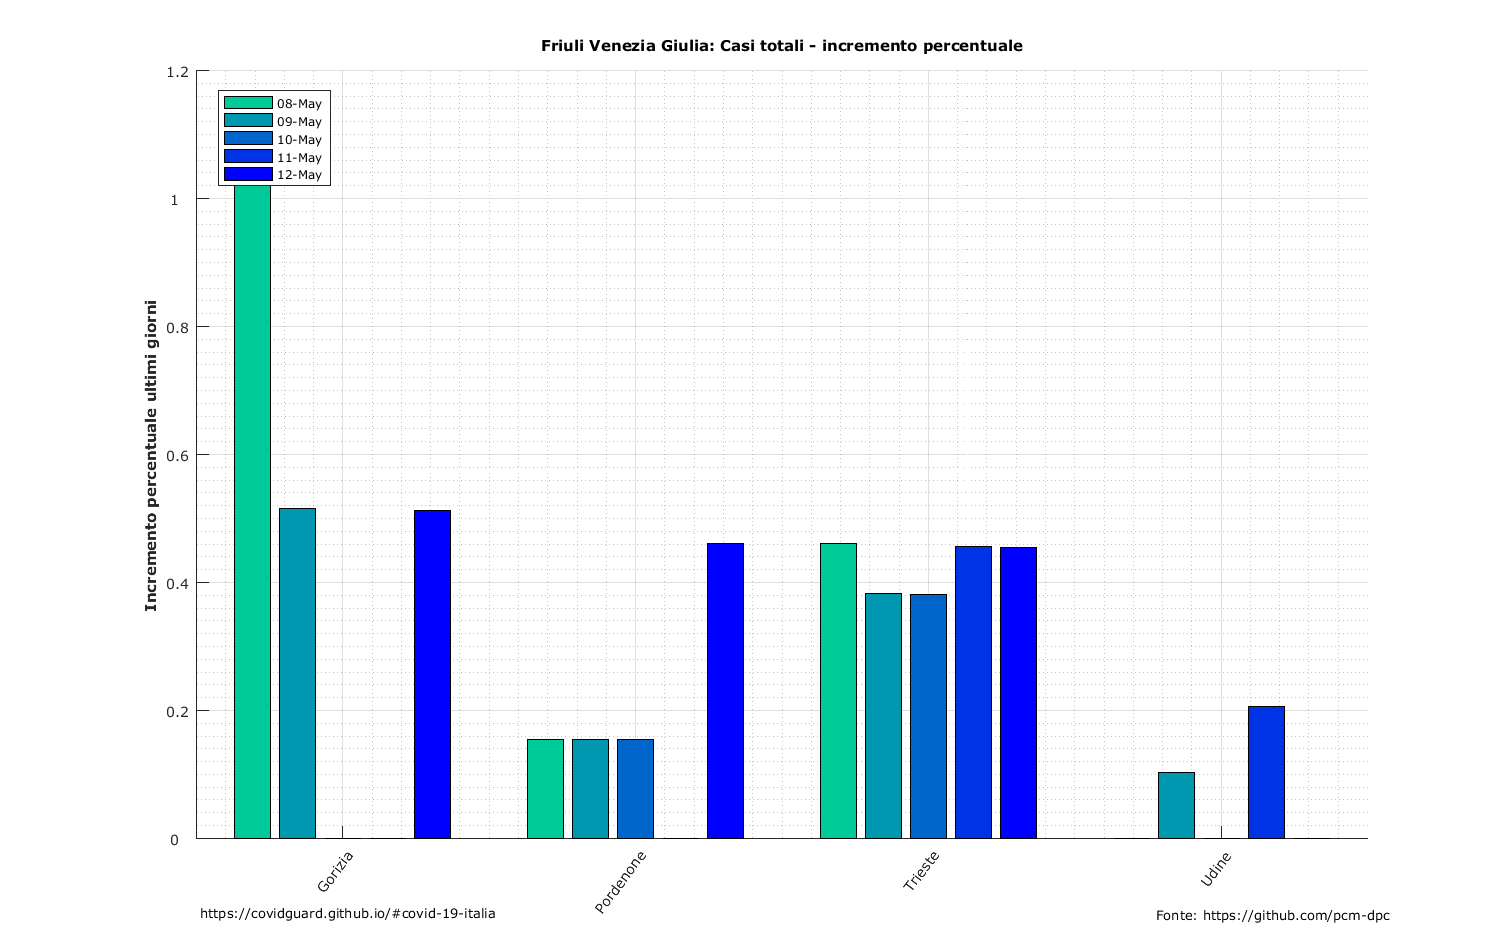 Friuli Venezia Giulia: Casi totali - incremento percentuale
Incremento percentuale ultimi giorni
1.2
1
0.8
0.6
0.4
0.2
0
08-May
09-May
10-May
11-May
12-May
Gorizia
Pordenone
Trieste
Udine
https://covidguard.github.io/#covid-19-italia
Fonte: https://github.com/pcm-dpc